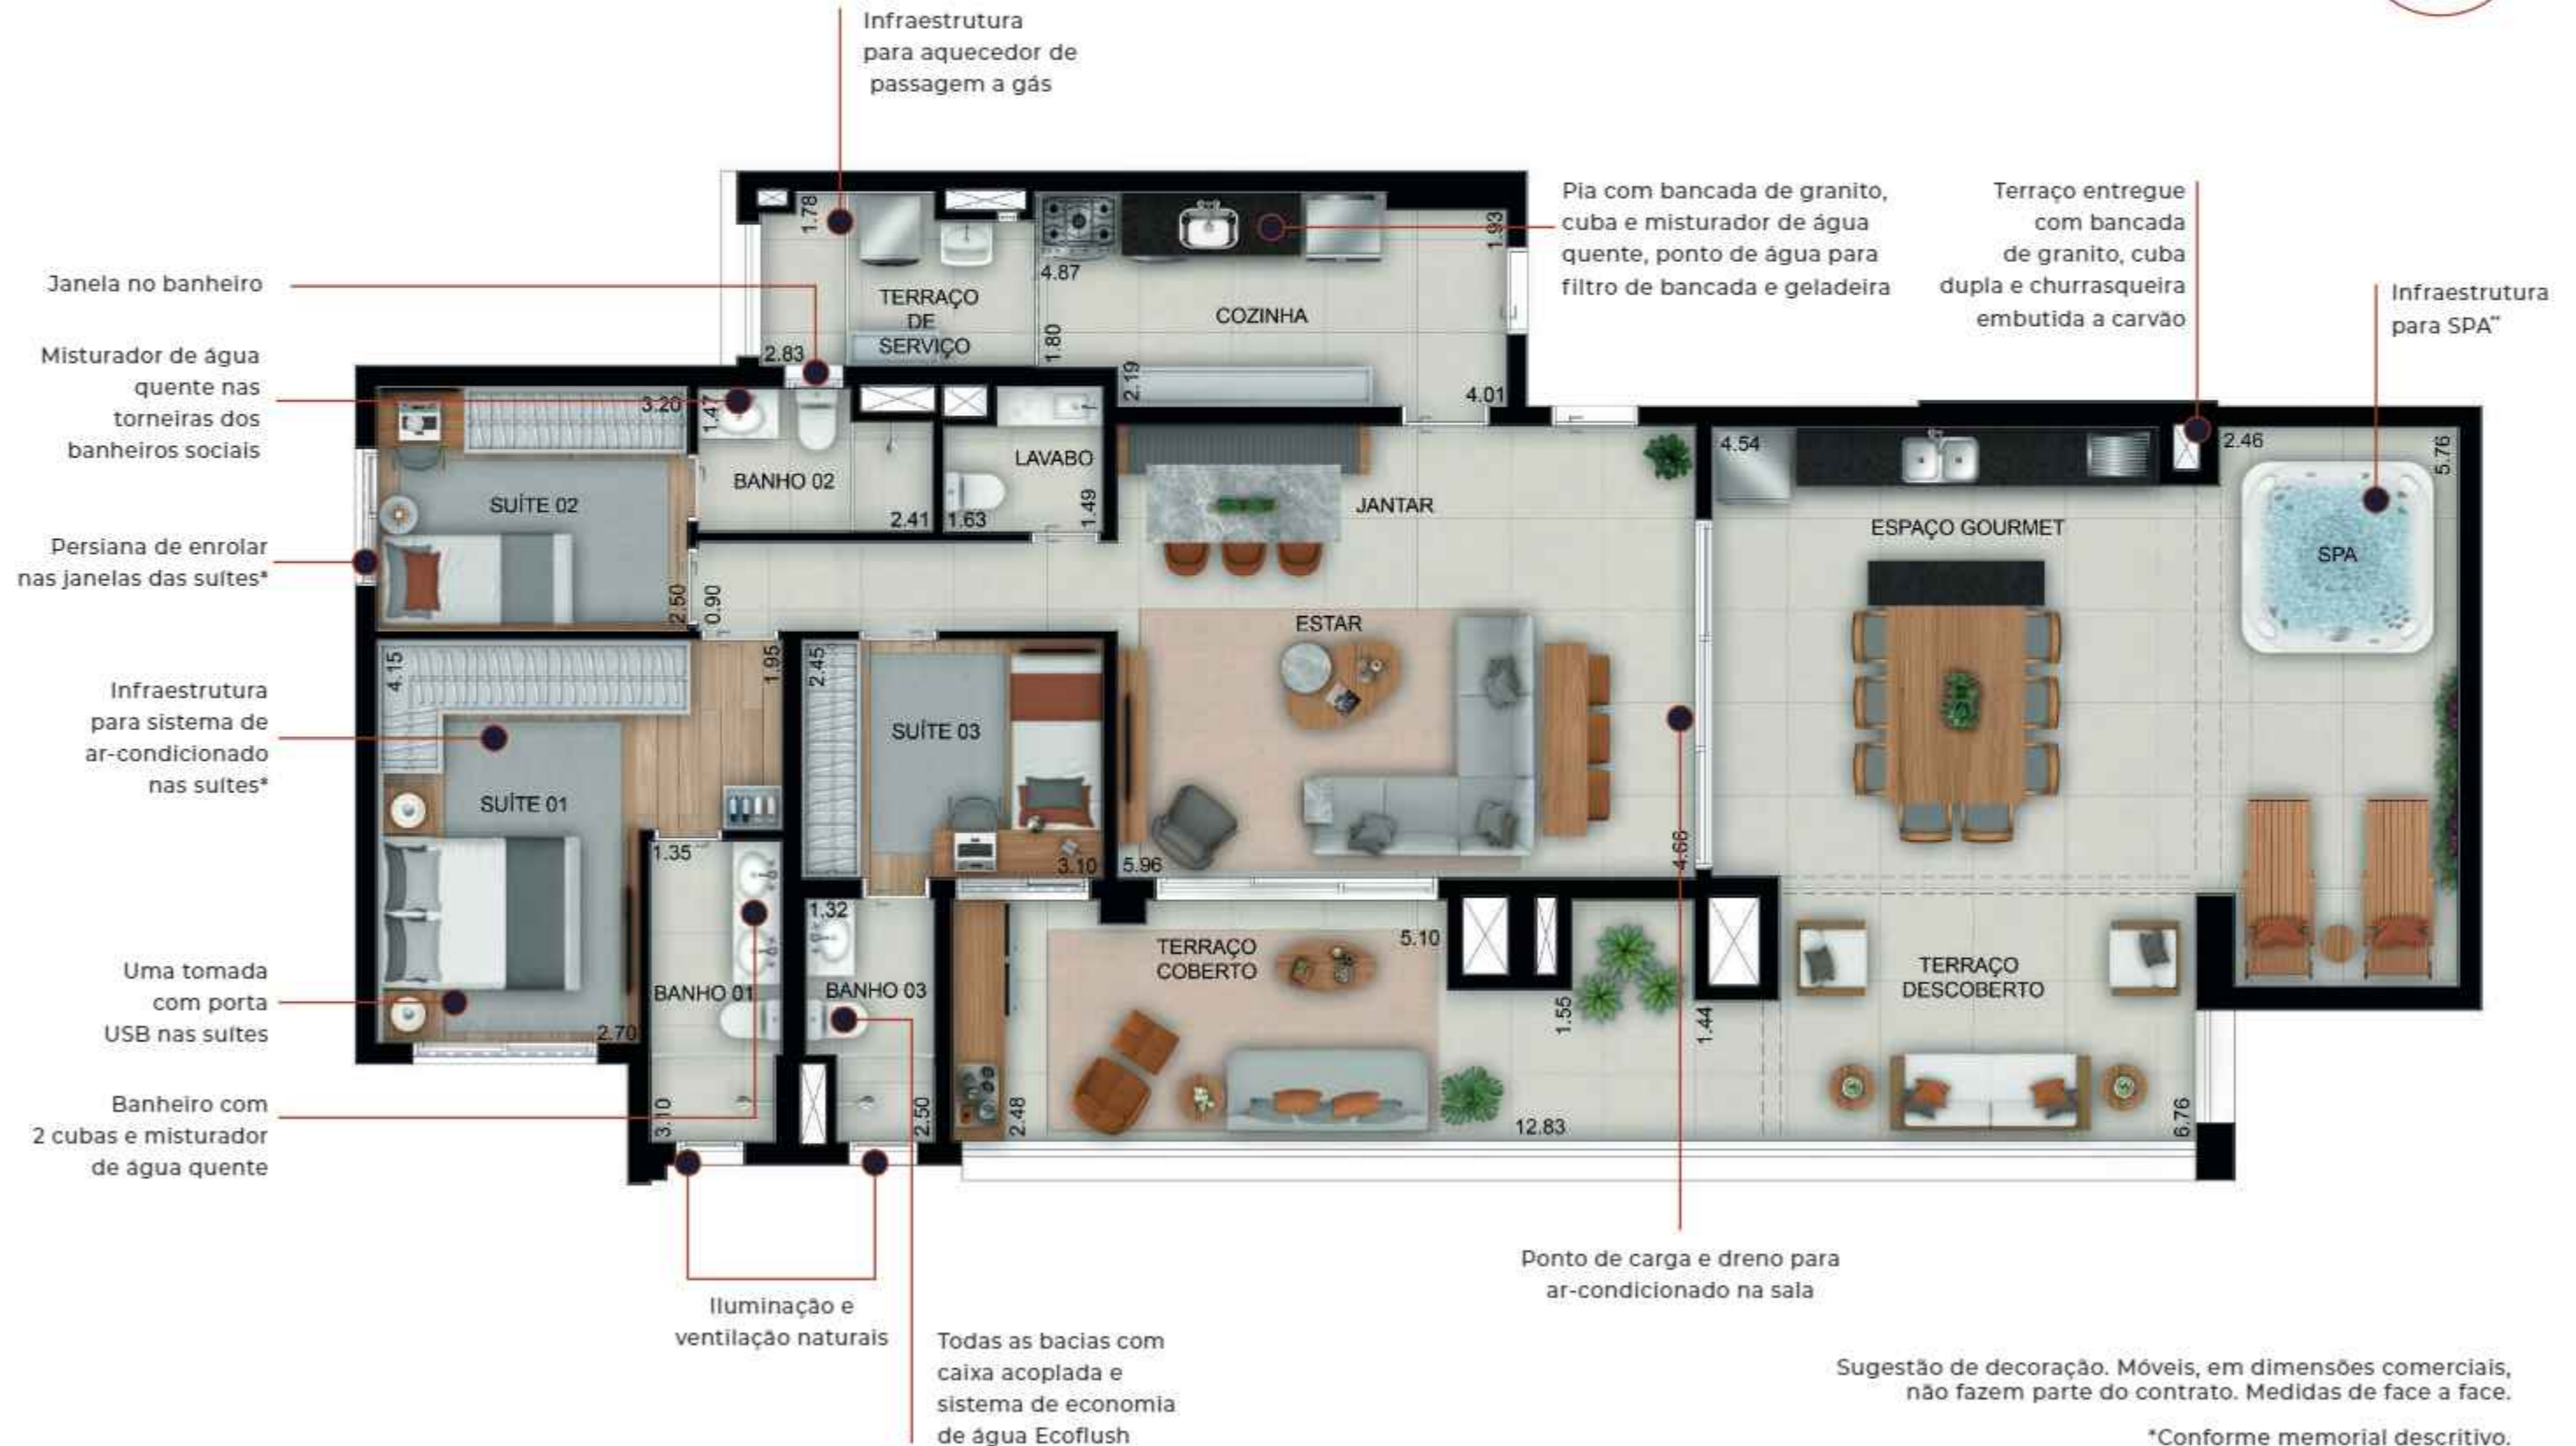 Infraestrutura
para aquecedor de
passagem a gás
Pia com bancada de granito,
cuba e misturador de água
quente, ponto de água para
filtro de bancada e geladeira
Terraço entregue
com bancada
de granito, cuba
dupla e churrasqueira
embutida a carvão
Infraestrutura
para SPA**
Janela no banheiro
Misturador de água
quente nas
torneiras dos
banheiros sociais
Persiana de enrolar
nas janelas das suítes*
Infraestrutura
para sistema de
ar-condicionado
nas suítes*
Uma tomada
com porta
USB nas suítes
Banheiro com
2 cubas e misturador
de água quente
1.78
TERRAÇO
DE
SERVIÇO
2.83
4.87
1.80
COZINHA
1.93
2.19
4.01
3.20
SUÍTE 02
2.50
1.47
BANHO 02
2.41
LAVABO
1.63
1.49
0.90
JANTAR
ESTAR
5.96
4.66
4.54
ESPAÇO GOURMET
2.46
5.76
SPA
4.15
1.95
SUÍTE 01
2.70
2.45
SUÍTE 03
3.10
1.35
BANHO 01
3.10
1.32
BANHO 03
2.50
TERRAÇO
COBERTO
5.10
2.48
1.55
1.44
12.83
TERRAÇO
DESCOBERTO
6.76
Iluminação e
ventilação naturais
Todas as bacias com
caixa acoplada e
sistema de economia
de água Ecoflush
Ponto de carga e dreno para
ar-condicionado na sala
Sugestão de decoração. Móveis, em dimensões comerciais,
não fazem parte do contrato. Medidas de face a face.
*Conforme memorial descritivo.